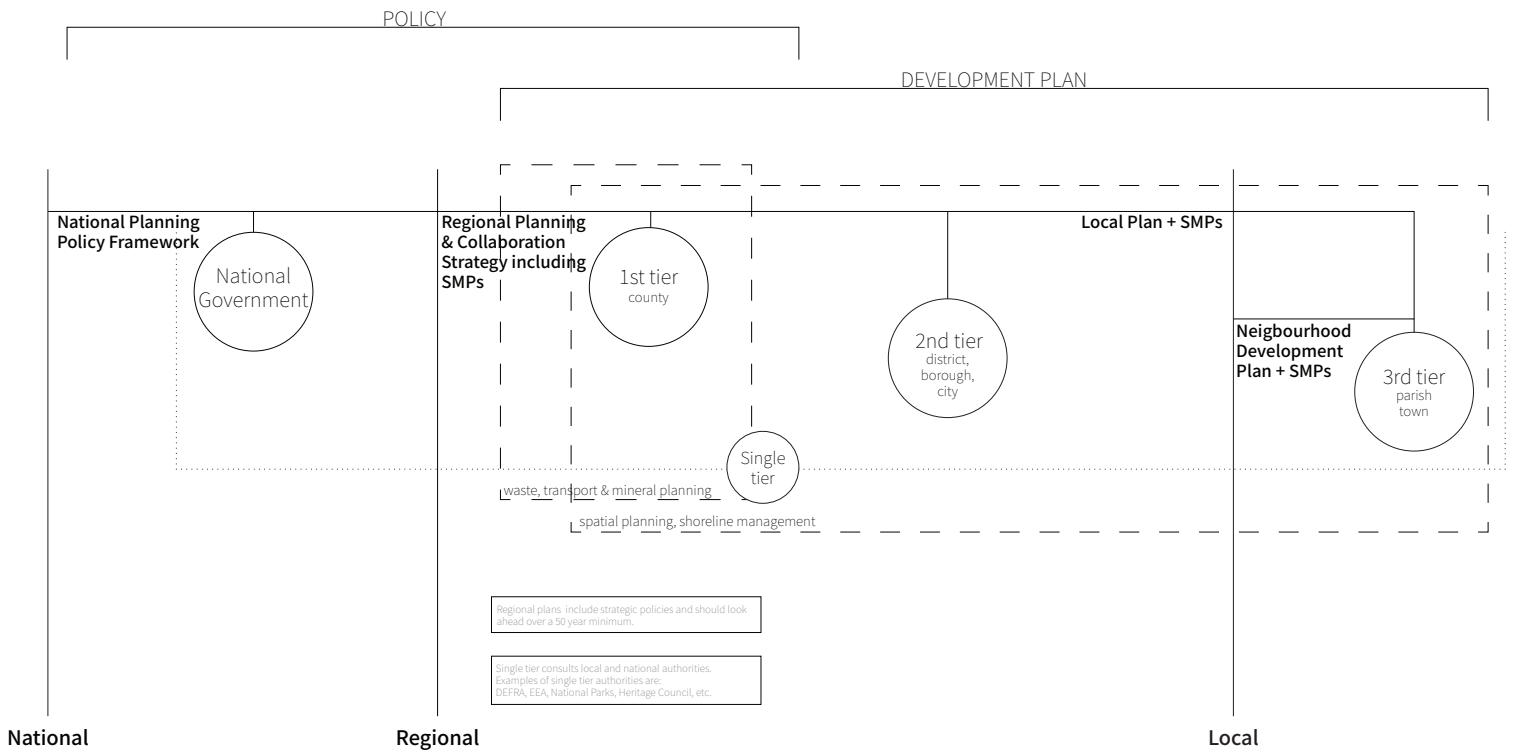 POLICY
DEVELOPMENT PLAN
National Planning
Policy Framework
National
Government
Regional Planning
& Collaboration
Strategy including
SMPs
1st tier
county
2nd tier
district,
borough,
city
Local Plan + SMPs
Neigbourhood
Development
Plan + SMPs
3rd tier
parish
town
Single
tier
waste, transport & mineral planning
spatial planning, shoreline management
Regional plans include strategic policies and should look
ahead over a 50 year minimum.
Single tier consults local and national authorities.
Examples of single tier authorities are:
DEFRA, EEA, National Parks, Heritage Council, etc.
National
Regional
Local